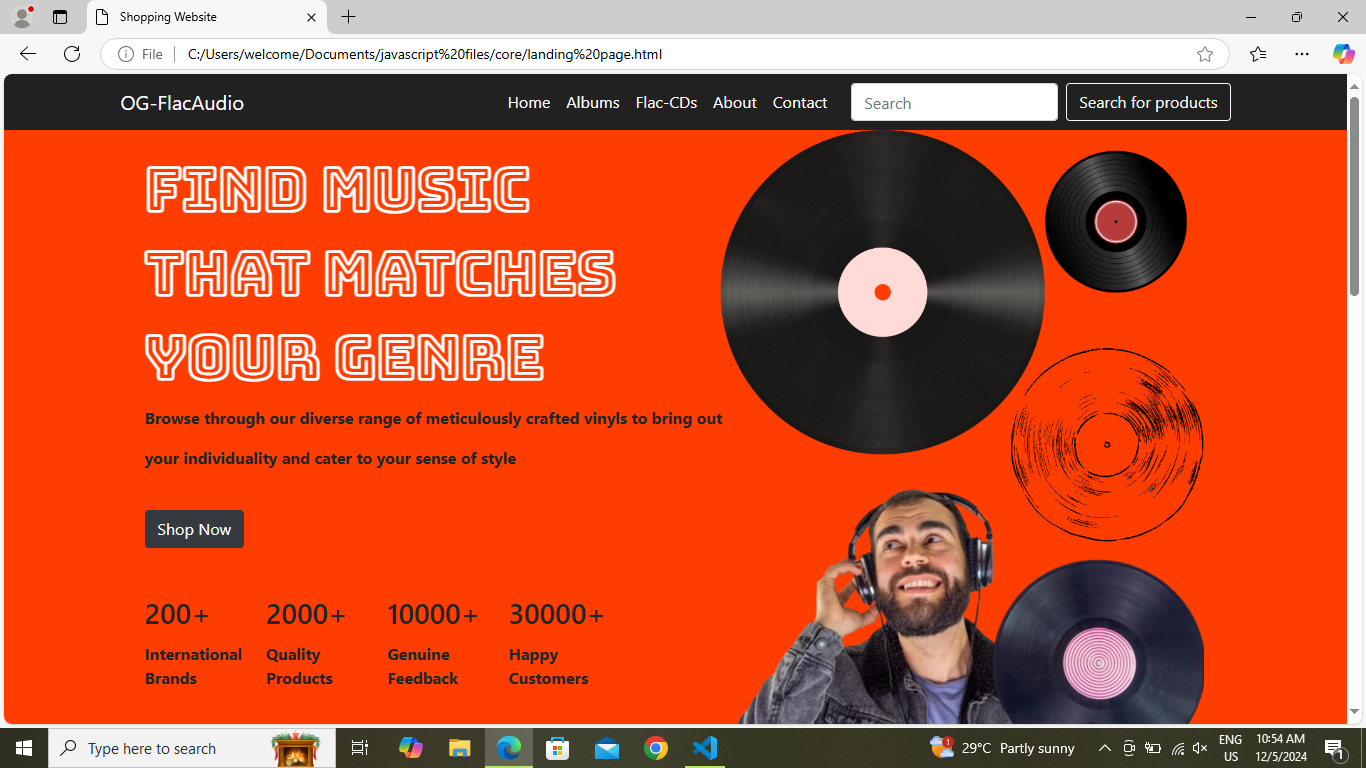 Shopping Website
File
C:/Users/welcome/Documents/javascript%20files/core/landing%20page.html
OG-FlacAudio
Home Albums Flac-CDs About Contact Search Search for products
FIND MUSIC
THAT MATCHES
YOUR GENRE
Browse through our diverse range of meticulously crafted vinyls to bring out
your individuality and cater to your sense of style
Shop Now
200+ 2000+ 10000+ 30000+
International Quality Genuine Happy
Brands Products Feedback Customers
Type here to search
1
29°C Partly sunny
ENG
US
10:54 AM
12/5/2024
1